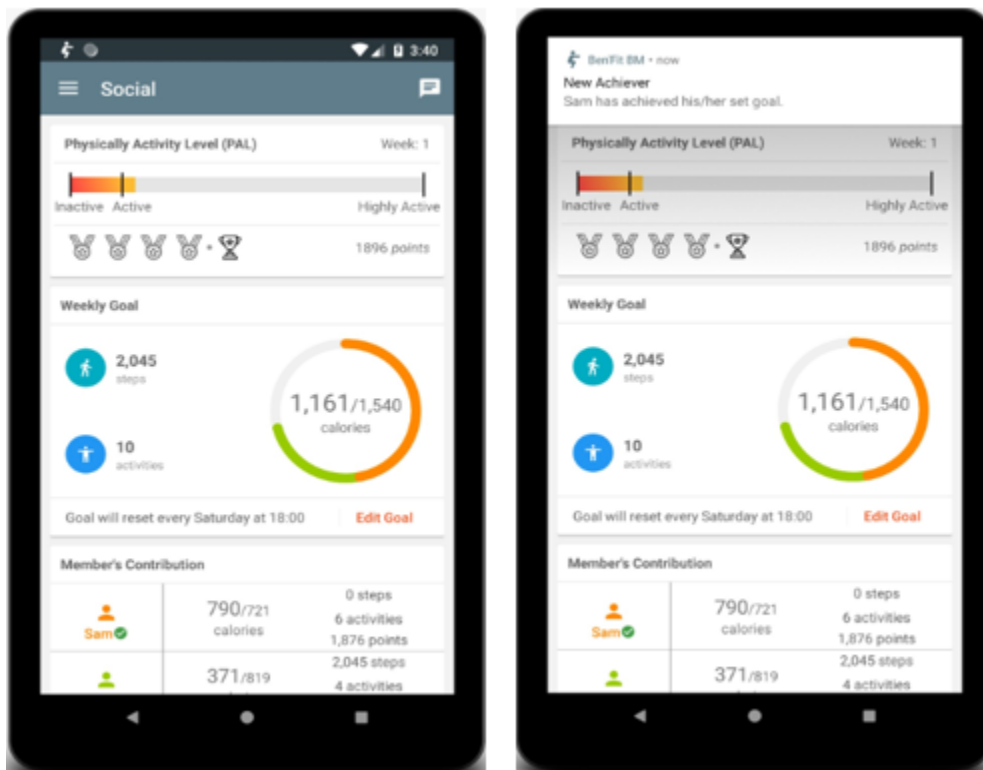 3:40
Social
Physically Activity Level (PAL) Week: 1
Inactive Active Highly Active
1896 points
Weekly Goal
2,045
steps
1,161/1,540
calories
10
activities
Goal will reset every Saturday at 18:00 Edit Goal
Member's Contribution
0 steps
790/721
6 activities
calories
Sam
1,876 points
2,045 steps
371/819
4 activities
BenFit BM • now
New Achiever
Sam has achieved his/her set goal.
Physically Activity Level (PAL) Week: 1
Inactive Active Highly Active
1896 points
Weekly Goal
2,045
steps
1,161/1,540
calories
10
activities
Goal will reset every Saturday at 18:00 Edit Goal
Member's Contribution
0 steps
790/721
6 activities
calories
Sam
1,876 points
2,045 steps
371/819
4 activities